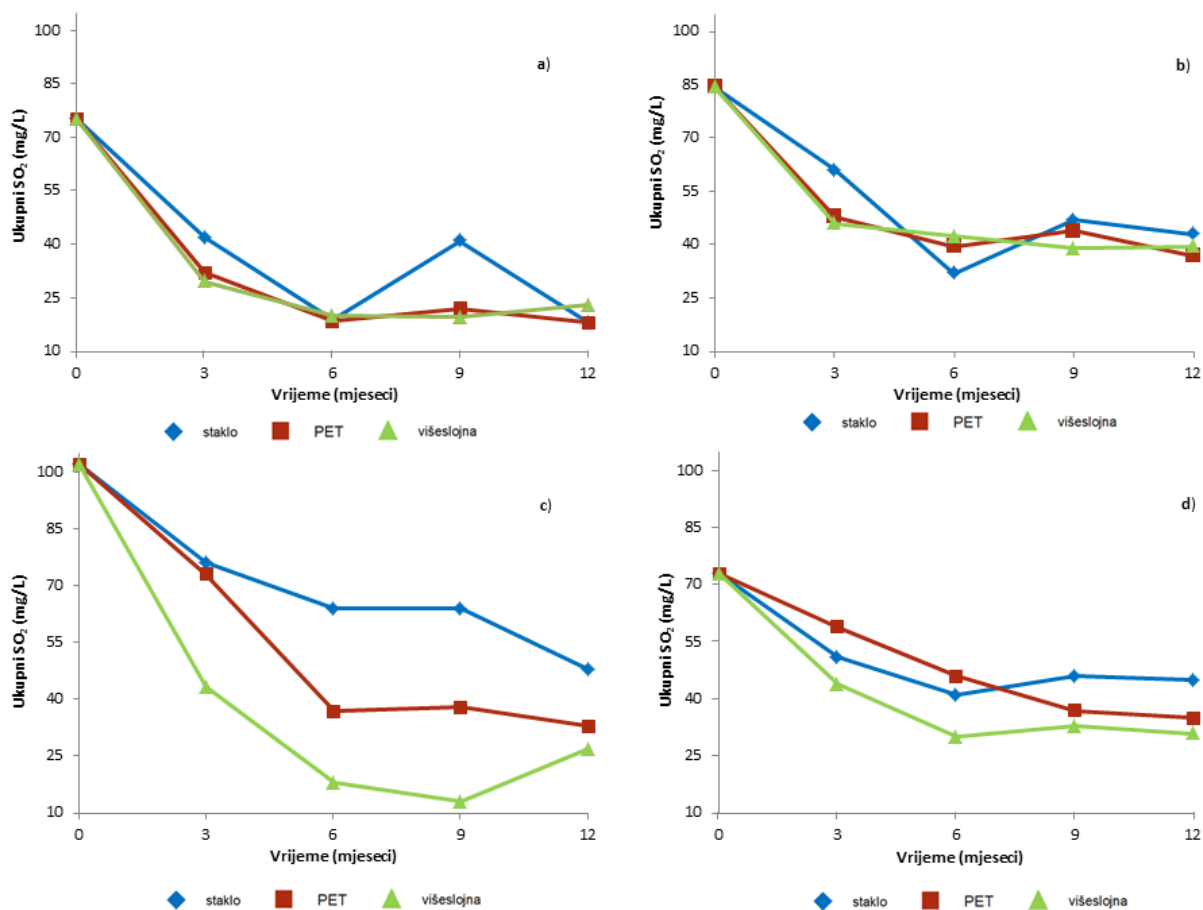 a)
Ukupni SO₂ (mg/L)
100
85
70
55
40
25
10
0 3 6 9 12
Vrijeme (mjeseci)
staklo PET višeslojna
b)
Ukupni SO₂ (mg/L)
100
85
70
55
40
25
10
0 3 6 9 12
Vrijeme (mjeseci)
staklo PET višeslojna
c)
Ukupni SO₂ (mg/L)
100
85
70
55
40
25
10
0 3 6 9 12
Vrijeme (mjeseci)
staklo PET višeslojna
d)
Ukupni SO₂ (mg/L)
100
85
70
55
40
25
10
0 3 6 9 12
Vrijeme (mjeseci)
staklo PET višeslojna